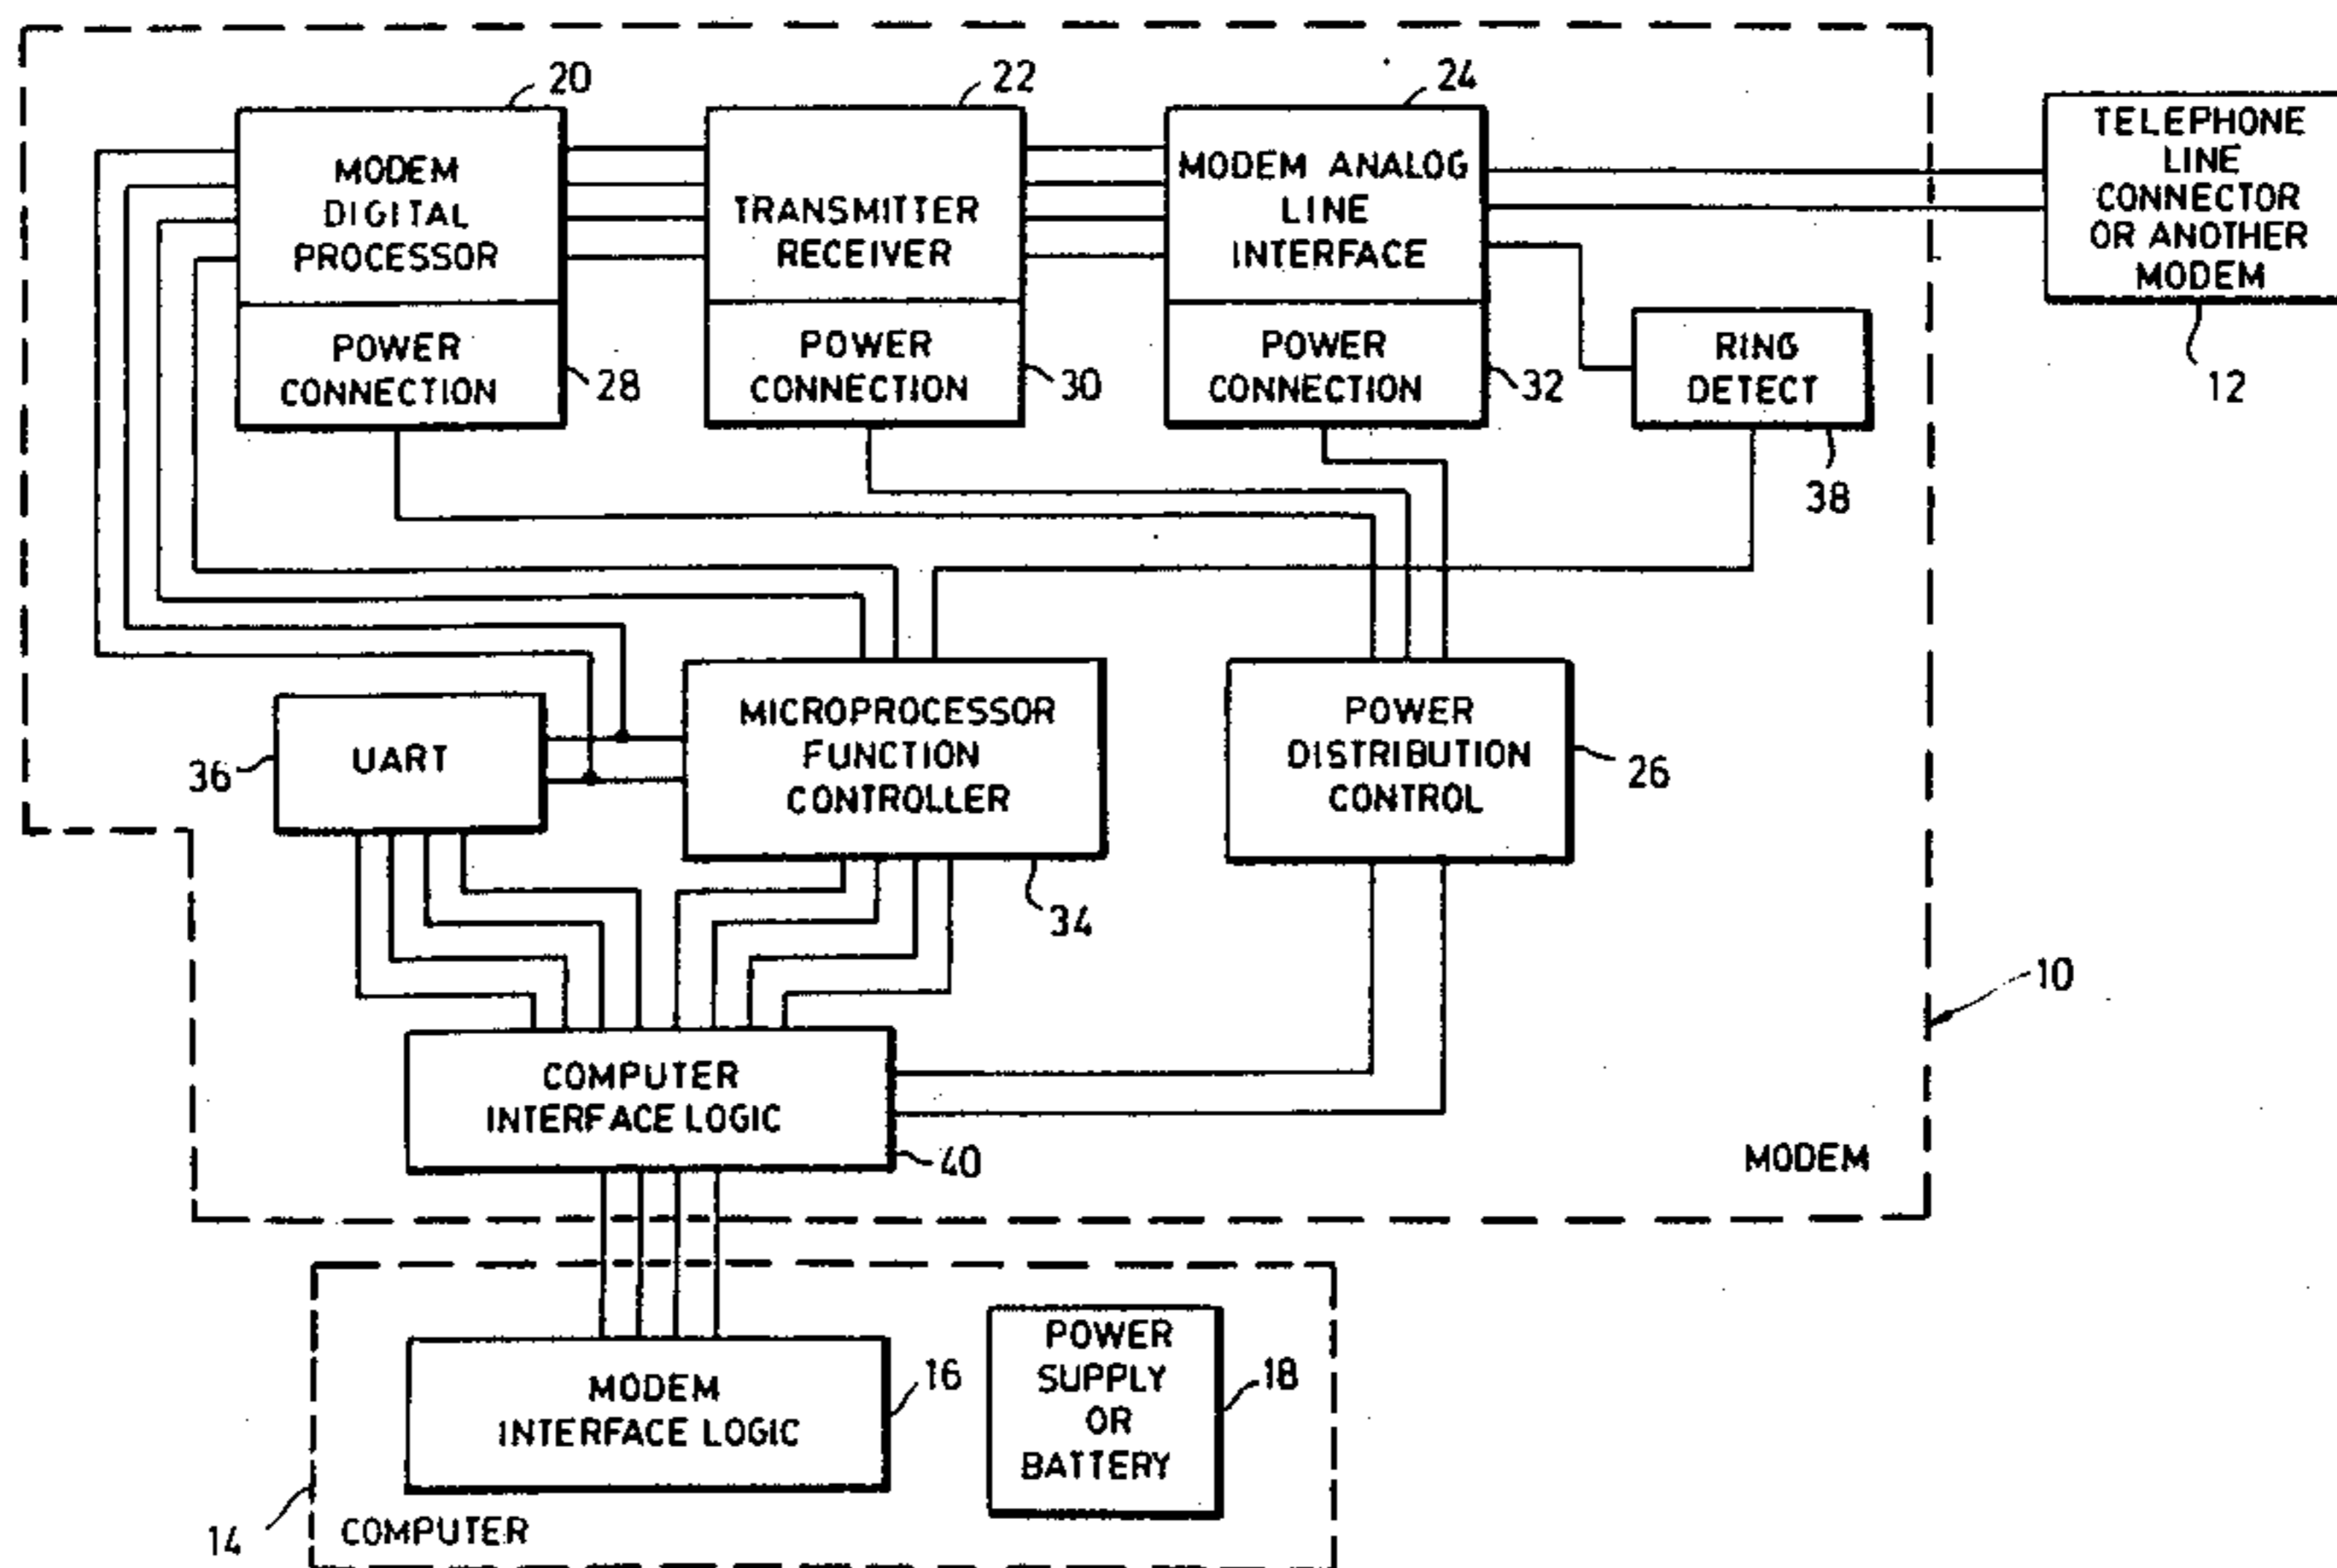 20
22
24
MODEM
DIGITAL
PROCESSOR
TRANSMITTER
RECEIVER
MODEM ANALOG
LINE
INTERFACE
TELEPHONE
LINE
CONNECTOR
OR ANOTHER
MODEM
12
POWER
CONNECTION
28
POWER
CONNECTION
30
POWER
CONNECTION
32
RING
DETECT
38
UART
36
MICROPROCESSOR
FUNCTION
CONTROLLER
34
POWER
DISTRIBUTION
CONTROL
26
10
COMPUTER
INTERFACE LOGIC
40
MODEM
MODEM
INTERFACE LOGIC
16
POWER
SUPPLY
OR
BATTERY
18
14
COMPUTER